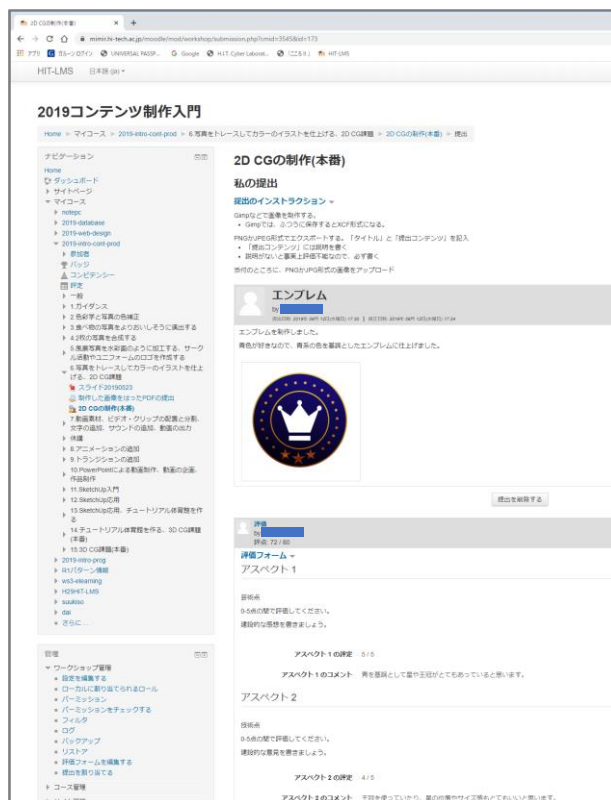 2D CGの制作(本番)
mimir.hi-tech.ac.jp/moodle/mod/workshop/submission.php?cmid=3545&id=173
アプリ
UNIVERSAL PASSP...
Google
H.I.T. Cyber Laborat...
HIT-LMS
HIT-LMS 日本語 (ja)
2019コンテンツ制作入門
Home
マイコース
2019-intro-cont-prod
6.写真をトレースしてカラーのイラストを仕上げる、2D CG課題
2D CGの制作(本番)
提出
ナビゲーション
Home
ダッシュボード
サイトページ
マイコース
notepc
2019-database
2019-web-design
2019-intro-cont-prod
参加者
バッジ
コンピテンシー
評定
一般
1.ガイダンス
2.色彩学と写真の色補正
3.食べ物の写真をよりおいしそうに演出する
4.2枚の写真を合成する
5.風景写真を水彩画のように加工する、サーク
ル活動やユニフォームのロゴを作成する
6.写真をトレースしてカラーのイラストを仕上
げる、2D CG課題
スライド20190523
制作した画像をはったPDFの提出
2D CGの制作(本番)
7.動画素材、ビデオ・クリップの配置と分割、
文字の追加、サウンドの追加、動画の出力
休講
8.アニメーションの追加
9.トランジションの追加
10.PowerPointによる動画制作、動画の企画、
作品制作
11.SketchUp入門
12.SketchUp応用
13.SketchUp応用、チュートリアル体育館を作
る
14.チュートリアル体育館を作る、3D CG課題
(本番)
15.3D CG課題(本番)
2019-intro-prog
R1パターン情報
ws3-elearning
H29HIT-LMS
suukiso
dai
さらに ...
管理
ワークショップ管理
設定を編集する
ローカルに割り当てられるロール
パーミッション
パーミッションをチェックする
フィルタ
ログ
バックアップ
リストア
評価フォームを編集する
提出を割り当てる
コース管理
2D CGの制作(本番)
私の提出
提出のインストラクション
Gimpなどで画像を制作する。
Gimpでは、ふつうに保存するとXCF形式になる。
PNGかJPEG形式でエクスポートする。「タイトル」と「提出コンテンツ」を記入
「提出コンテンツ」には説明を書く
説明がないと事実上評価不能なので、必ず書く
添付のところに、PNGかJPG形式の画像をアップロード
エンブレム
by
エンブレムを制作しました。
青色が好きなので、青系の色を基調としたエンブレムに仕上げました。
提出を削除する
評価
by
評点: 72 / 80
評価フォーム
アスペクト 1
芸術点
0-5点の間で評価してください。
建設的な感想を書きましょう。
アスペクト 1 の評定 5 / 5
アスペクト 1 のコメント 青を基調として星や王冠がとてもあっていると思います。
アスペクト 2
技術点
0-5点の間で評価してください。
建設的な意見を書きましょう。
アスペクト 2 の評定 4 / 5
アスペクト 2 のコメント 王冠を使っていたり、星の位置やサイズ感もとてもいいと思います。